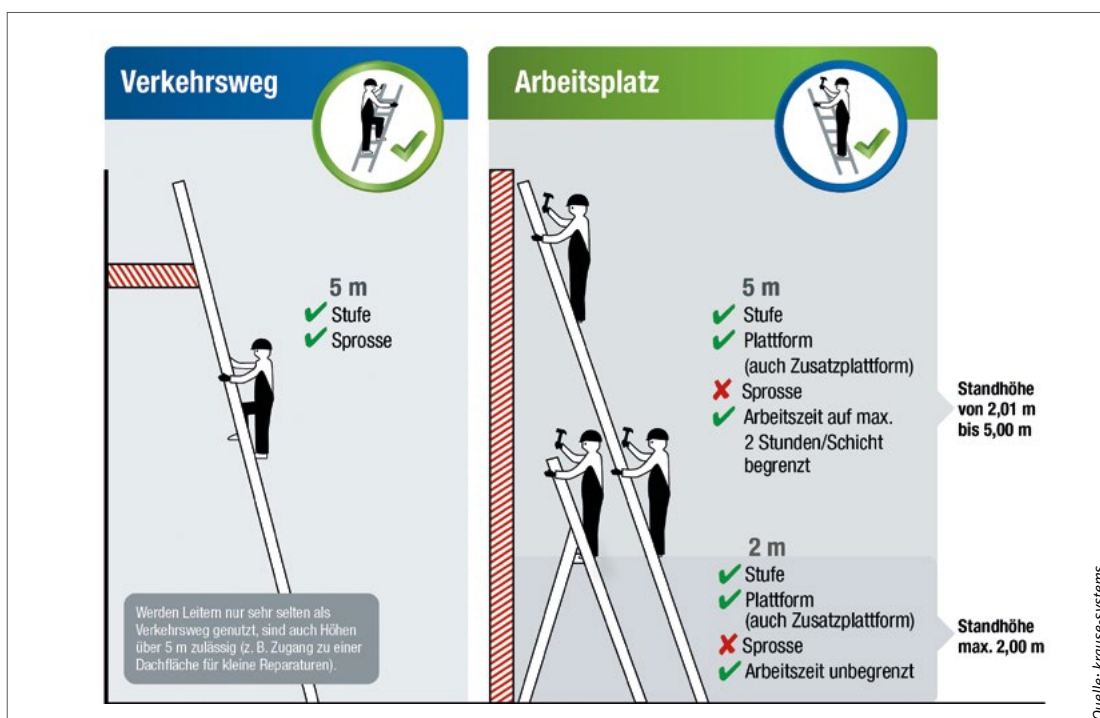 Verkehrsweg
5 m
Stufe
Sprosse
Werden Leitern nur sehr selten als
Verkehrsweg genutzt, sind auch Höhen
über 5 m zulässig (z. B. Zugang zu einer
Dachfläche für kleine Reparaturen).
Arbeitsplatz
5 m
Stufe
Plattform
(auch Zusatzplattform)
Sprosse
Arbeitszeit auf max.
2 Stunden/Schicht
begrenzt
Standhöhe
von 2,01 m
bis 5,00 m
2 m
Stufe
Plattform
(auch Zusatzplattform)
Sprosse
Arbeitszeit unbegrenzt
Standhöhe
max. 2,00 m
Quelle: krause-systems